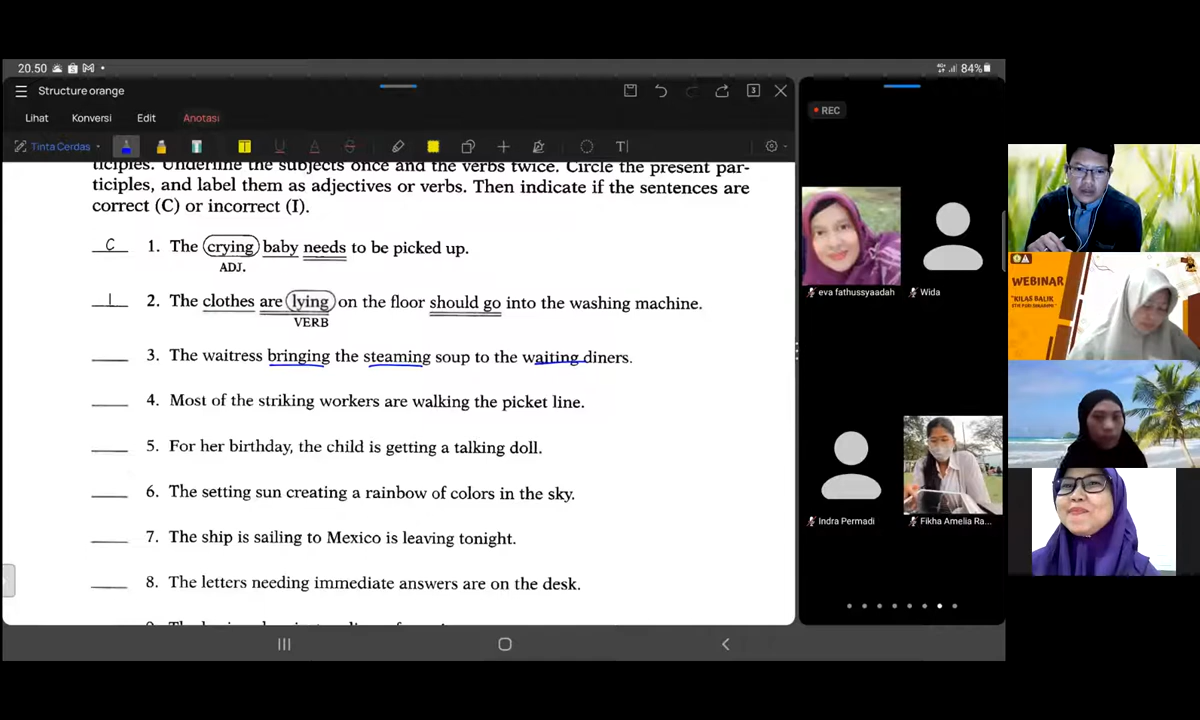 20.50
84%
Structure orange
3
Lihat Konversi Edit Anotasi
Tinta Cerdas
REC
ticiples. Underline the subjects once and the verbs twice. Circle the present par-
ticiples, and label them as adjectives or verbs. Then indicate if the sentences are
correct (C) or incorrect (I).
C 1. The crying baby needs to be picked up.
ADJ.
I 2. The clothes are lying on the floor should go into the washing machine.
VERB
3. The waitress bringing the steaming soup to the waiting diners.
4. Most of the striking workers are walking the picket line.
5. For her birthday, the child is getting a talking doll.
6. The setting sun creating a rainbow of colors in the sky.
7. The ship is sailing to Mexico is leaving tonight.
8. The letters needing immediate answers are on the desk.
eva fathussyaadah
Wida
Indra Permadi
Fikha Amelia Ra...
WEBINAR
"KILAS BALIK